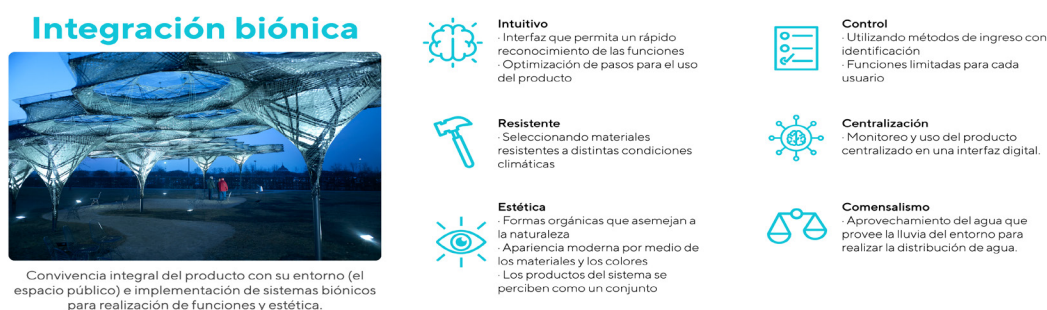 Integración biónica
Convivencia integral del producto con su entorno (el
espacio público) e implementación de sistemas biónicos
para realización de funciones y estética.
Intuitivo
· Interfaz que permita un rápido
reconocimiento de las funciones
· Optimización de pasos para el uso
del producto
Resistente
· Seleccionando materiales
resistentes a distintas condiciones
climáticas
Estética
· Formas orgánicas que asemejan a
la naturaleza
· Apariencia moderna por medio de
los materiales y los colores
· Los productos del sistema se
perciben como un conjunto
Control
· Utilizando métodos de ingreso con
identificación
· Funciones limitadas para cada
usuario
Centralización
· Monitoreo y uso del producto
centralizado en una interfaz digital.
Comensalismo
· Aprovechamiento del agua que
provee la lluvia del entorno para
realizar la distribución de agua.